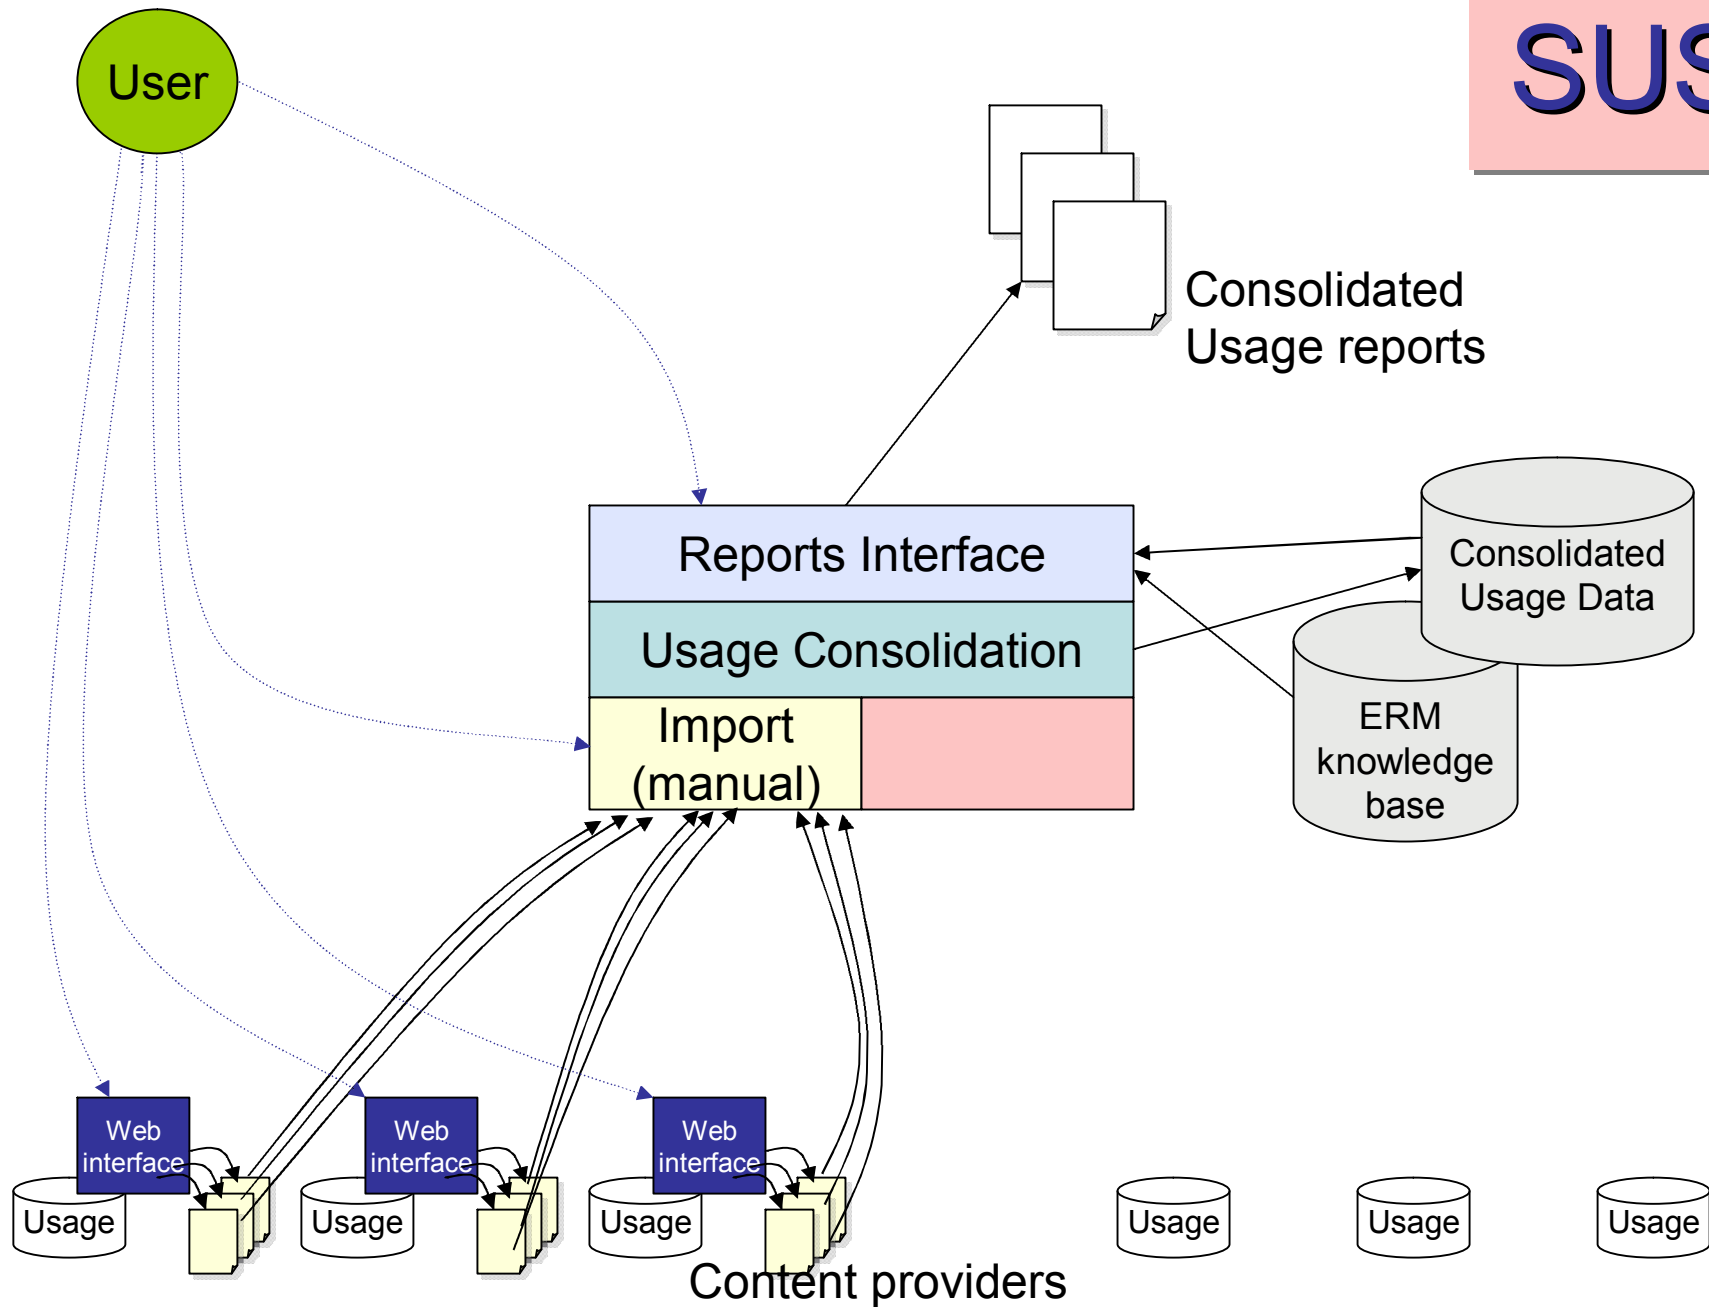 User
SUS
Consolidated
Usage reports
Reports Interface
Usage Consolidation
Import
(manual)
Consolidated
Usage Data
ERM
knowledge
base
Web
interface
Usage
Web
interface
Usage
Web
interface
Usage
Usage
Usage
Usage
Content providers